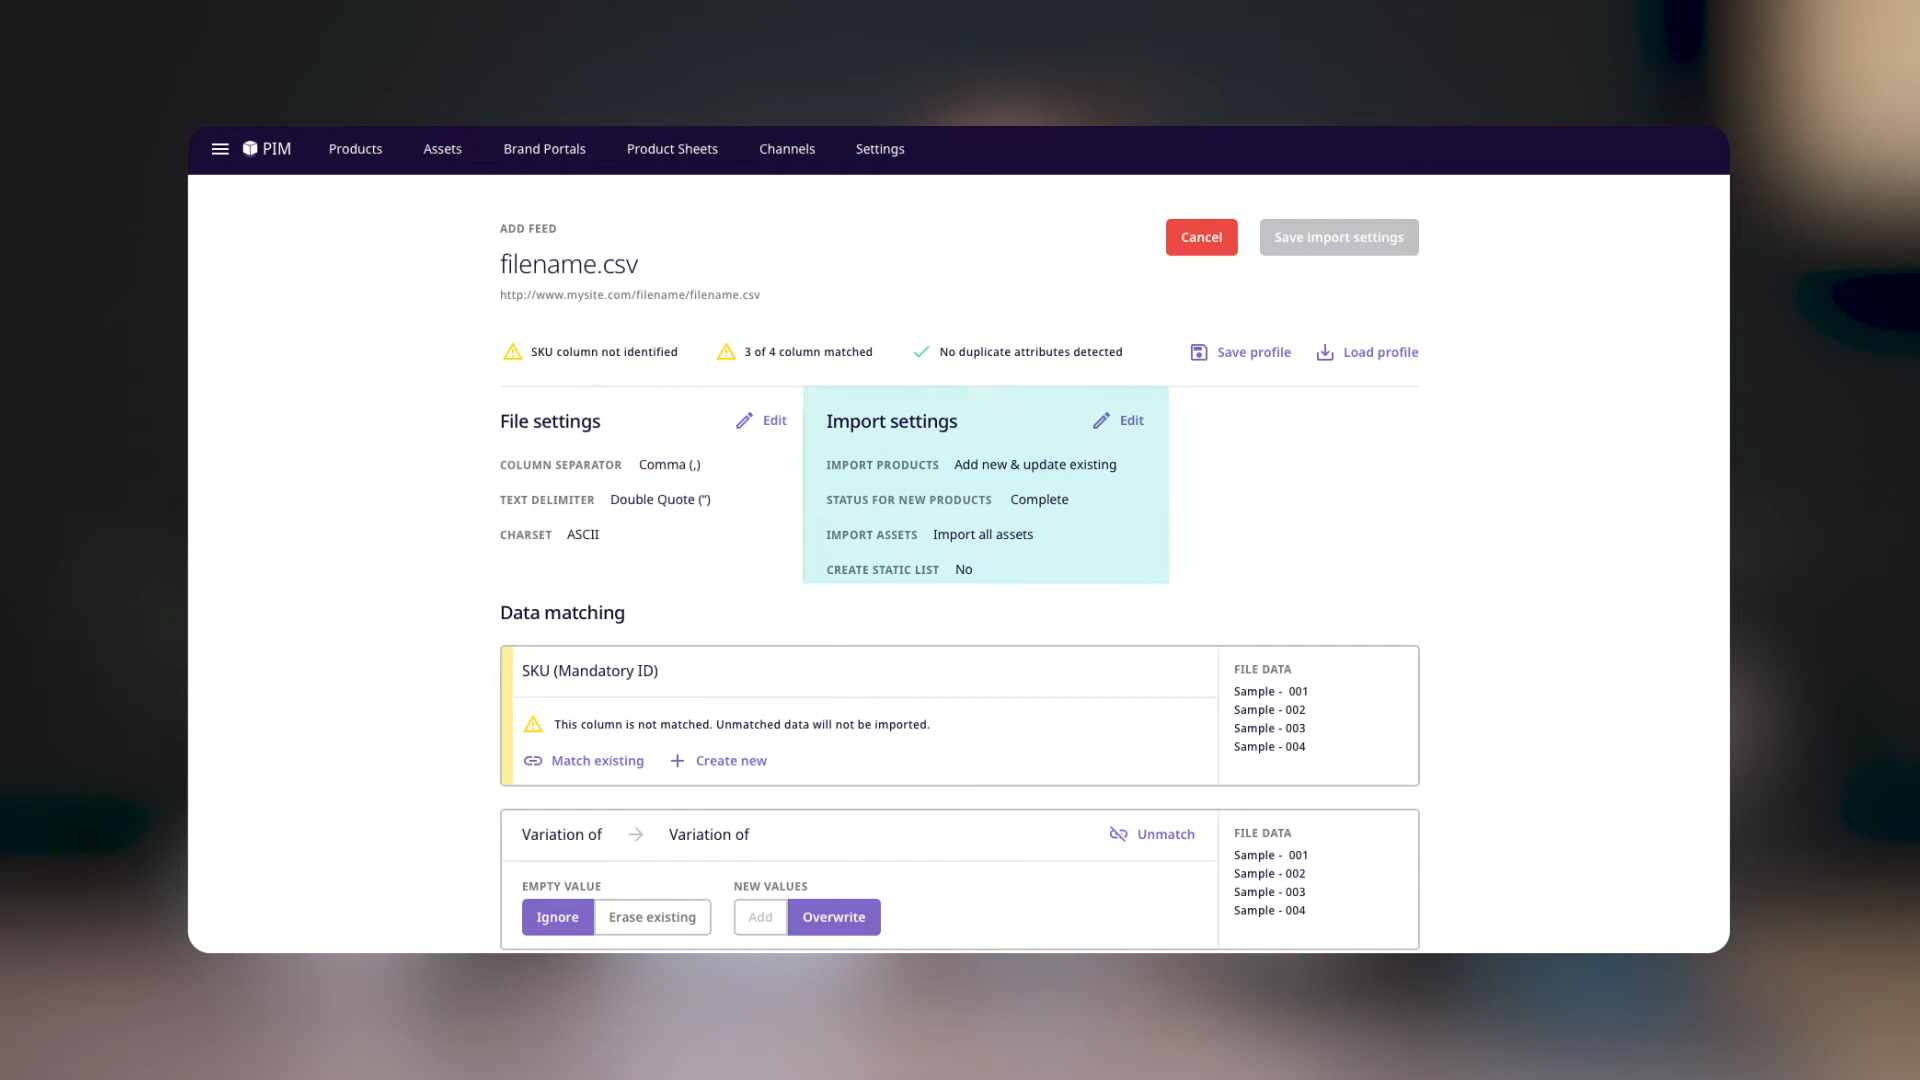 PIM Products Assets Brand Portals Product Sheets Channels Settings
ADD FEED
Cancel Save import settings
filename.csv
http://www.mysite.com/filename/filename.csv
SKU column not identified 3 of 4 column matched No duplicate attributes detected Save profile Load profile
File settings Edit
COLUMN SEPARATOR Comma (,)
TEXT DELIMITER Double Quote (")
CHARSET ASCII
Import settings Edit
IMPORT PRODUCTS Add new & update existing
STATUS FOR NEW PRODUCTS Complete
IMPORT ASSETS Import all assets
CREATE STATIC LIST No
Data matching
SKU (Mandatory ID)
This column is not matched. Unmatched data will not be imported.
Match existing Create new
FILE DATA
Sample - 001
Sample - 002
Sample - 003
Sample - 004
Variation of Variation of Unmatch
EMPTY VALUE NEW VALUES
Ignore Erase existing Add Overwrite
FILE DATA
Sample - 001
Sample - 002
Sample - 003
Sample - 004